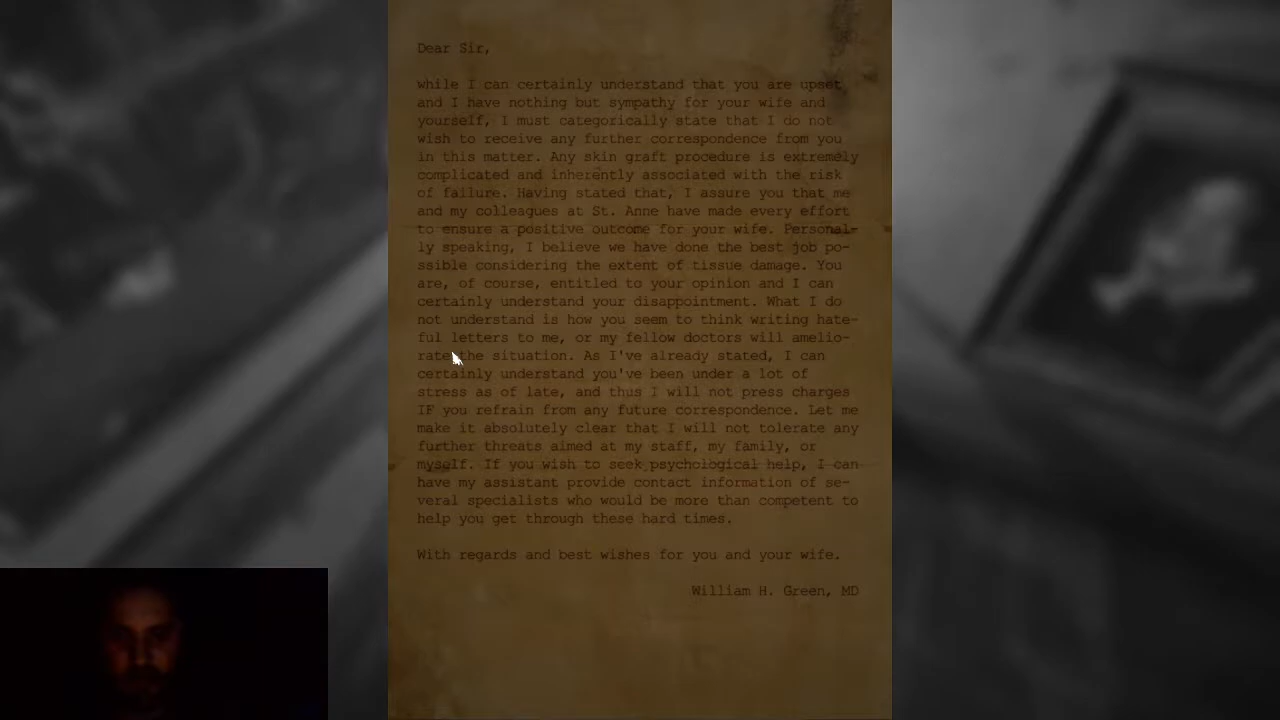 Dear Sir,
while I can certainly understand that you are upset
and I have nothing but sympathy for your wife and
yourself, I must categorically state that I do not
wish to receive any further correspondence from you
in this matter. Any skin graft procedure is extremely
complicated and inherently associated with the risk
of failure. Having stated that, I assure you that me
and my colleagues at St. Anne have made every effort
to ensure a positive outcome for your wife. Personal-
ly speaking, I believe we have done the best job po-
ssible considering the extent of tissue damage. You
are, of course, entitled to your opinion and I can
certainly understand your disappointment. What I do
not understand is how you seem to think writing hate-
ful letters to me, or my fellow doctors will amelio-
rate the situation. As I've already stated, I can
certainly understand you've been under a lot of
stress as of late, and thus I will not press charges
IF you refrain from any future correspondence. Let me
make it absolutely clear that I will not tolerate any
further threats aimed at my staff, my family, or
myself. If you wish to seek psychological help, I can
have my assistant provide contact information of se-
veral specialists who would be more than competent to
help you get through these hard times.
With regards and best wishes for you and your wife.
William H. Green, MD